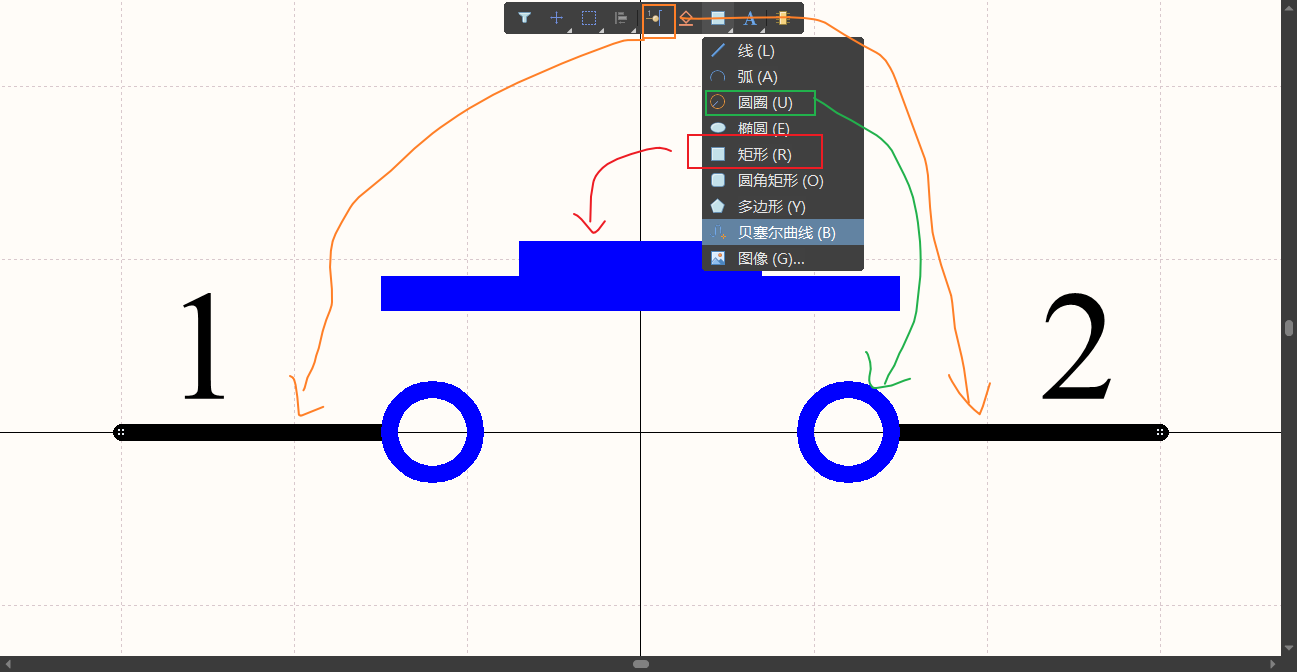 A
线 (L)
弧 (A)
圆圈 (U)
椭圆 (E)
矩形 (R)
圆角矩形 (O)
多边形 (Y)
贝塞尔曲线 (B)
图像 (G)...
1
2